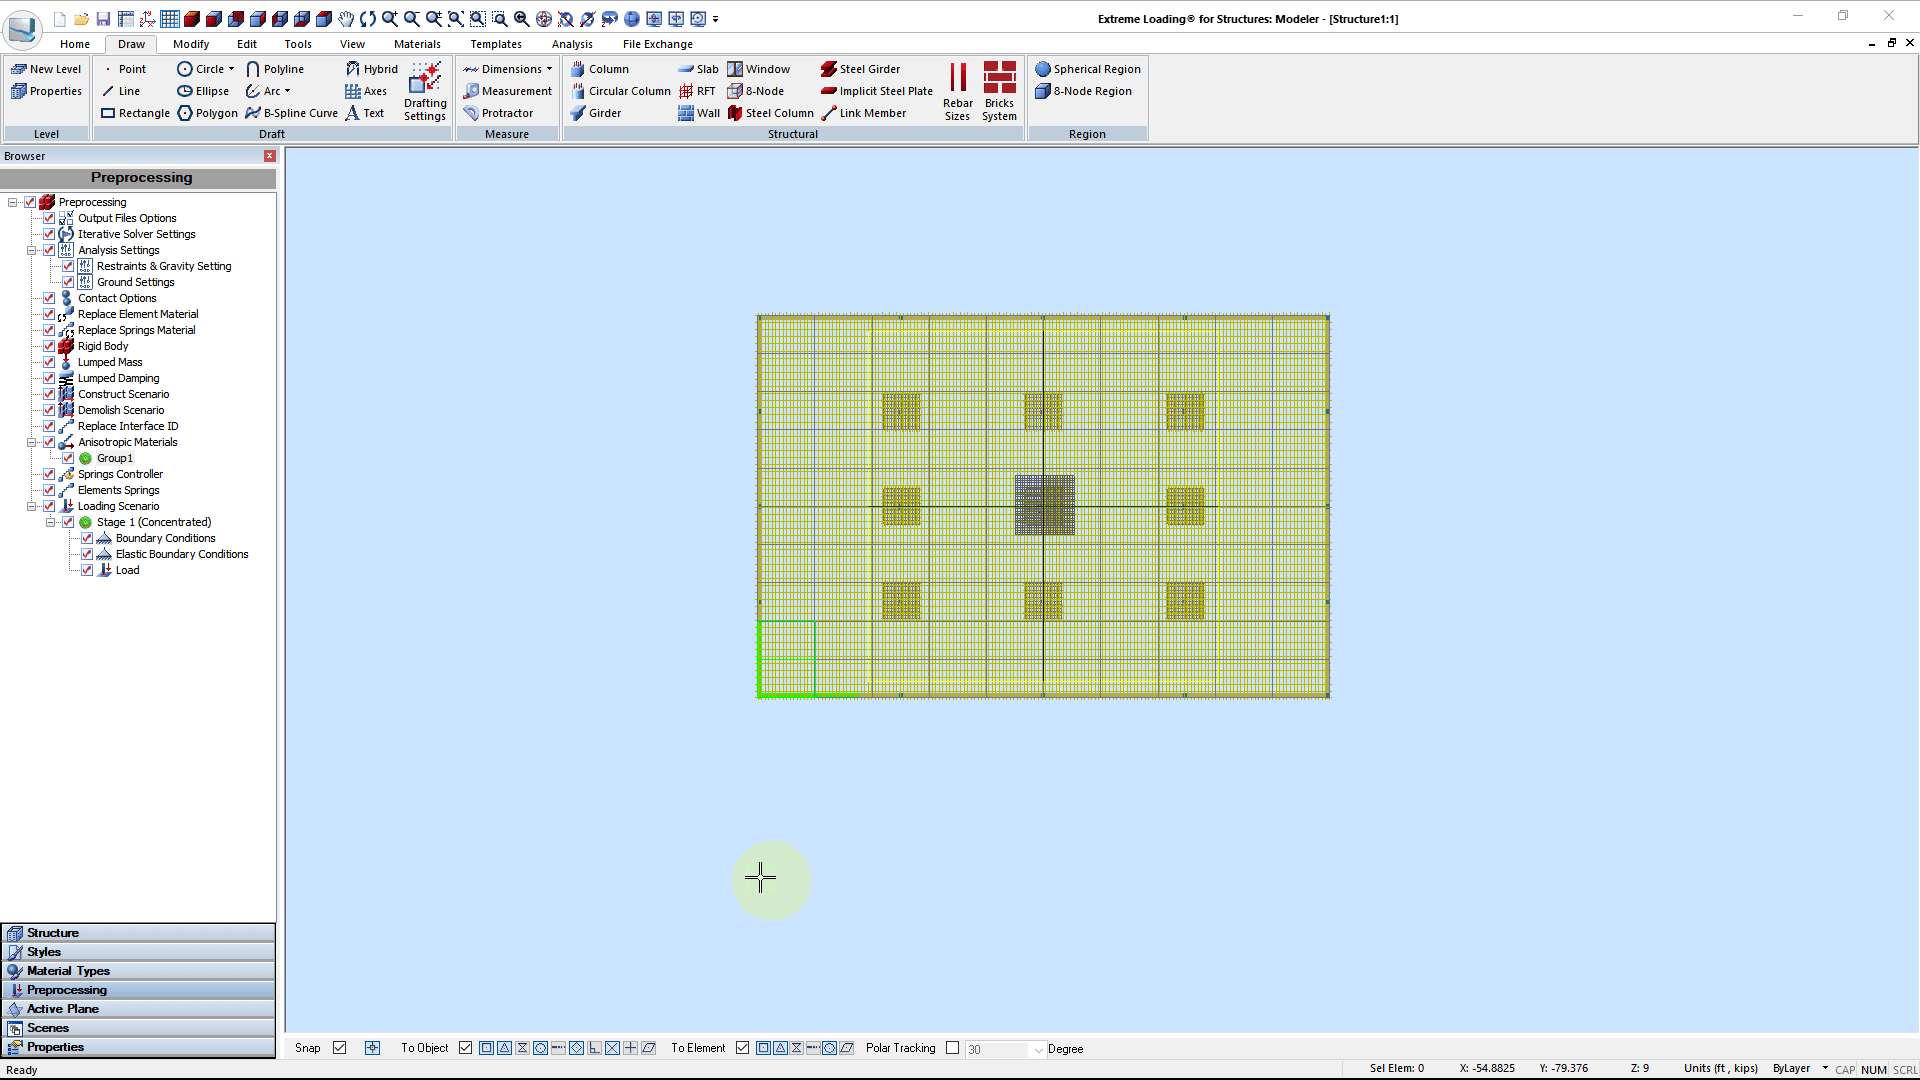 Extreme Loading® for Structures: Modeler - [Structure1:1]
Home Draw Modify Edit Tools View Materials Templates Analysis File Exchange
New Level Point Circle Polyline Hybrid Dimensions Column Slab Window Steel Girder Spherical Region
Properties Line Ellipse Arc Axes Measurement Circular Column RFT 8-Node Implicit Steel Plate 8-Node Region
Rectangle Polygon B-Spline Curve Text Drafting Settings Protractor Girder Wall Steel Column Link Member Rebar Sizes Bricks System
Level Draft Measure Structural Region
Browser
Preprocessing
Preprocessing
Output Files Options
Iterative Solver Settings
Analysis Settings
Restraints & Gravity Setting
Ground Settings
Contact Options
Replace Element Material
Replace Springs Material
Rigid Body
Lumped Mass
Lumped Damping
Construct Scenario
Demolish Scenario
Replace Interface ID
Anisotropic Materials
Group1
Springs Controller
Elements Springs
Loading Scenario
Stage 1 (Concentrated)
Boundary Conditions
Elastic Boundary Conditions
Load
Structure
Styles
Material Types
Preprocessing
Active Plane
Scenes
Properties
Snap To Object To Element Polar Tracking 30 Degree
Ready Sel Elem: 0 X: -54.8825 Y: -79.376 Z: 9 Units (ft , kips) ByLayer CAP NUM SCRL